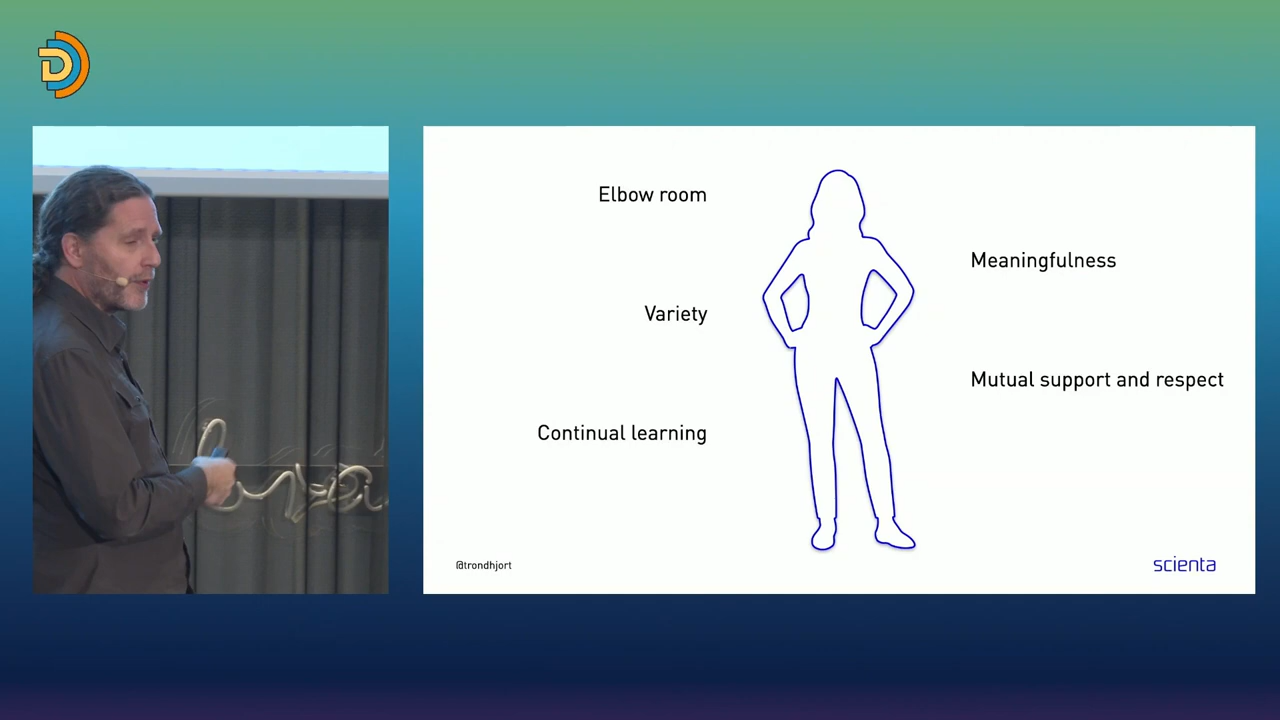 Elbow room
Meaningfulness
Variety
Mutual support and respect
Continual learning
@trondhjort
scienta